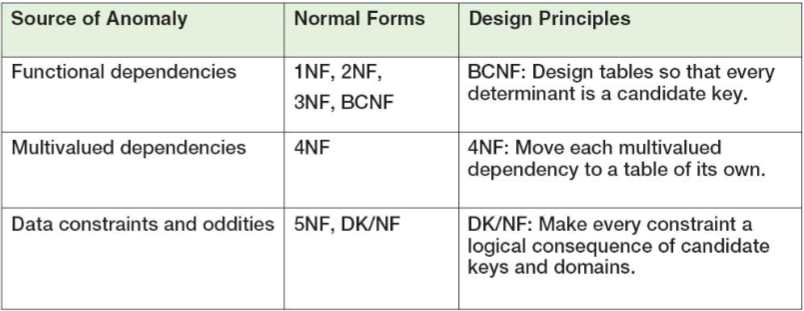 Source of Anomaly
Normal Forms
Design Principles
Functional dependencies
1NF, 2NF,
3NF, BCNF
BCNF: Design tables so that every
determinant is a candidate key.
Multivalued dependencies
4NF
4NF: Move each multivalued
dependency to a table of its own.
Data constraints and oddities
5NF, DK/NF
DK/NF: Make every constraint a
logical consequence of candidate
keys and domains.